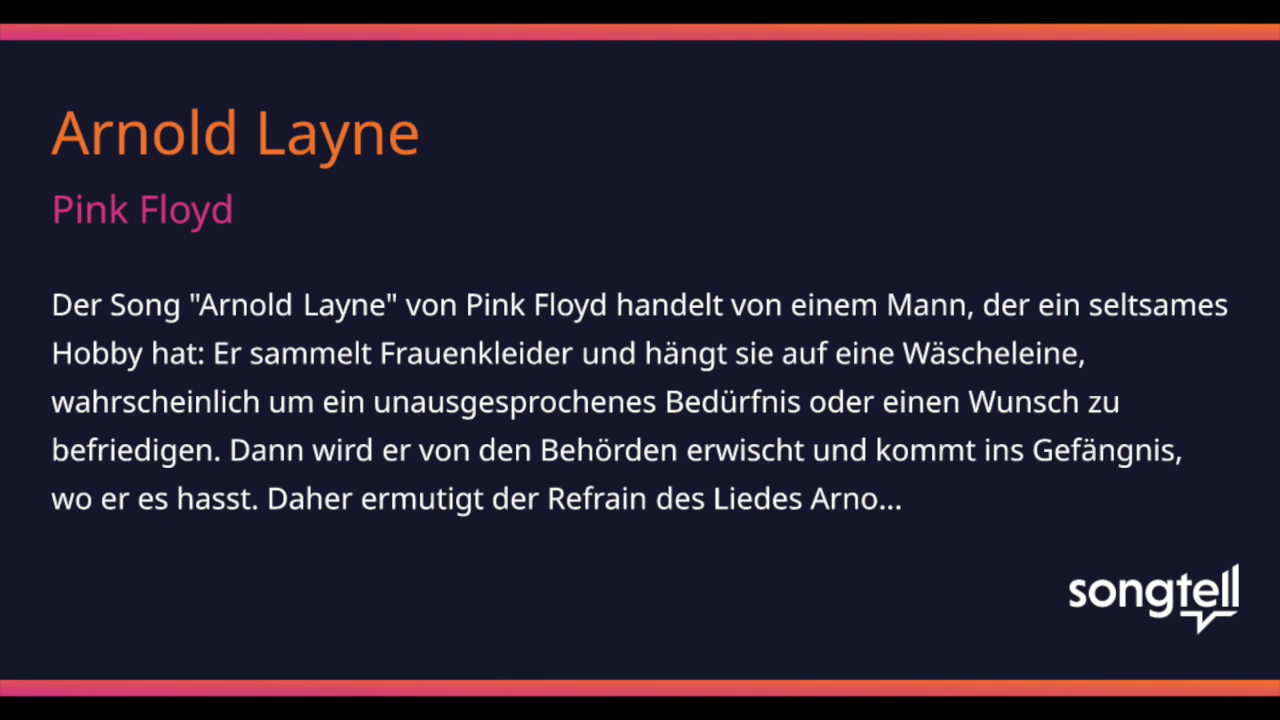 Arnold Layne
Pink Floyd
Der Song "Arnold Layne" von Pink Floyd handelt von einem Mann, der ein seltsames
Hobby hat: Er sammelt Frauenkleider und hängt sie auf eine Wäscheleine,
wahrscheinlich um ein unausgesprochenes Bedürfnis oder einen Wunsch zu
befriedigen. Dann wird er von den Behörden erwischt und kommt ins Gefängnis,
wo er es hasst. Daher ermutigt der Refrain des Liedes Arno...
songtell